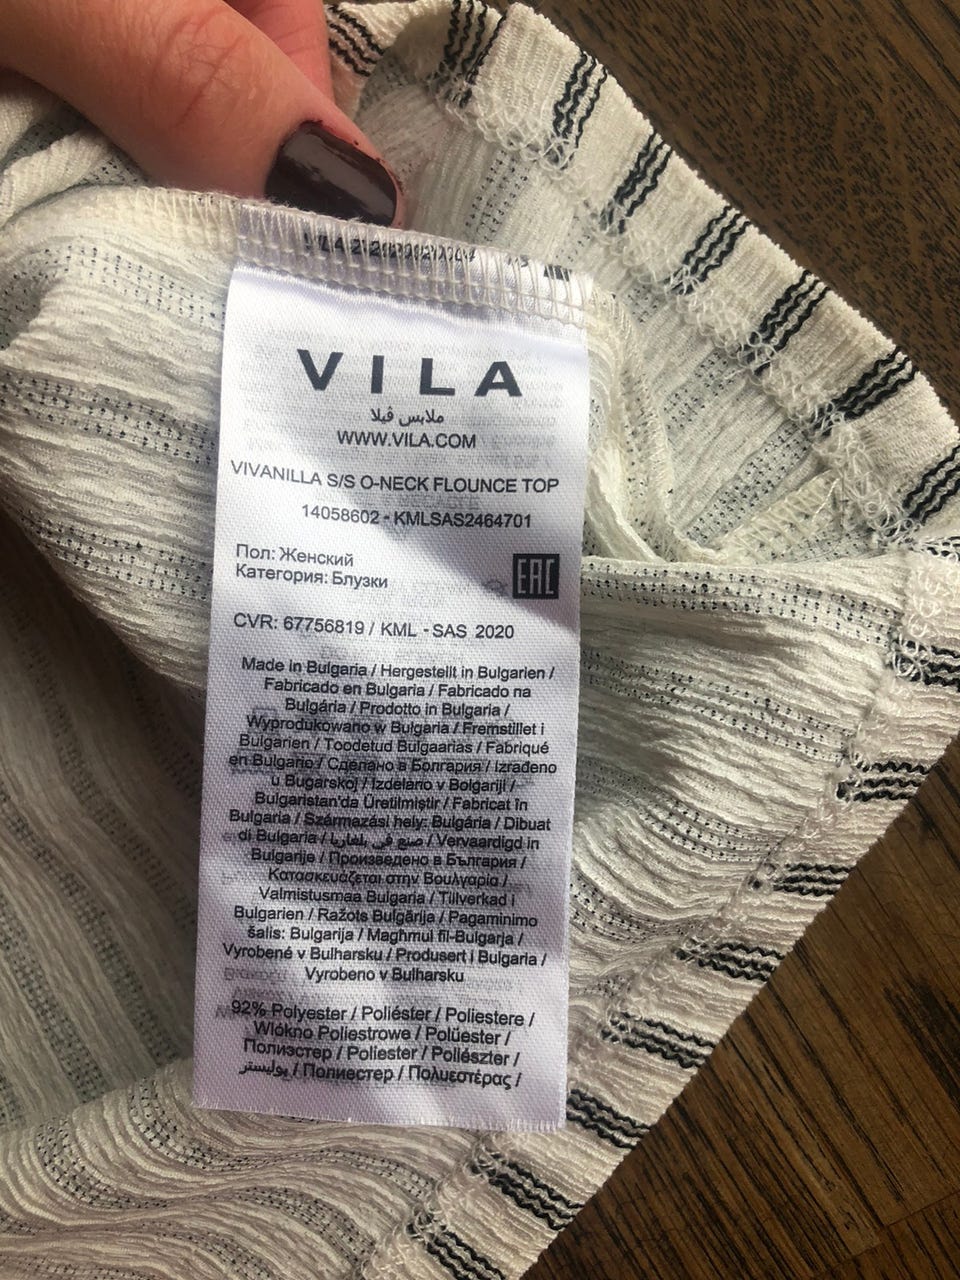 VILA
ملابس ڤيلا
WWW.VILA.COM
VIVANILLA S/S O-NECK FLOUNCE TOP
14058602 - KMLSAS2464701
Пол: Женский
Категория: Блузки
EAC
CVR: 67756819 / KML - SAS 2020
Made in Bulgaria / Hergestellt in Bulgarien /
Fabricado en Bulgaria / Fabricado na
Bulgária / Prodotto in Bulgaria /
Wyprodukowano w Bulgaria / Fremstillet i
Bulgarien / Toodetud Bulgaarias / Fabriqué
en Bulgario / Сделано в Болгария / Izrađeno
u Bugarskoj / Izdelano v Bolgariji /
Bulgaristan'da Üretilmiştir / Fabricat în
Bulgaria / Származási hely: Bulgária / Dibuat
di Bulgaria / صنع في بلغاريا / Vervaardigd in
Bulgarije / Произведено в България /
Κατασκευάζεται στην Βουλγαρία /
Valmistusmaa Bulgaria / Tillverkad i
Bulgarien / Ražots Bulgārija / Pagaminimo
šalis: Bulgarija / Magħmul fil-Bulgarja /
Vyrobené v Bulharsku / Produsert i Bulgaria /
Vyrobeno v Bulharsku
92% Polyester / Poliéster / Poliestere /
Włókno Poliestrowe / Polüester /
Полиэстер / Poliester / Poliészter /
بوليستر / Полиестер / Πολυεστέρας /